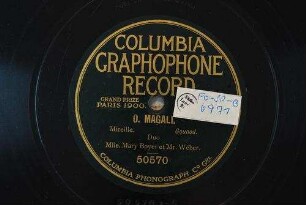 COLUMBIA
GRAPHOPHONE
RECORD
GRAND PRIZE
PARIS 1900.
O. MAGALI.
Mireille. Gounod.
Duo
Mlle. Mary Boyer et Mr. Weber.
50570
COLUMBIA PHONOGRAPH Co.